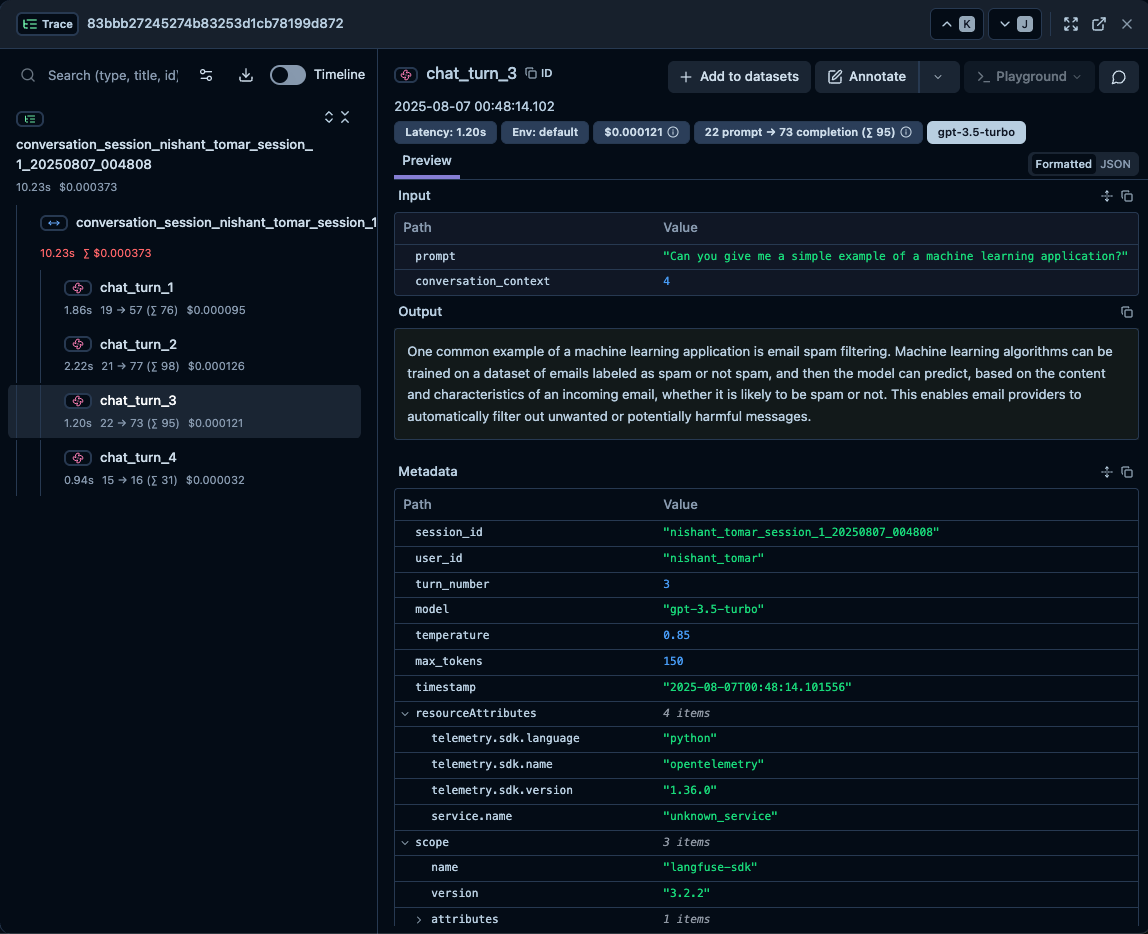 Trace 83bbb27245274b83253d1cb78199d872
K J
Search (type, title, id)
Timeline
conversation_session_nishant_tomar_session_
1_20250807_004808
10.23s $0.000373
conversation_session_nishant_tomar_session_1
10.23s ∑ $0.000373
chat_turn_1
1.86s 19 → 57 (∑ 76) $0.000095
chat_turn_2
2.22s 21 → 77 (∑ 98) $0.000126
chat_turn_3
1.20s 22 → 73 (∑ 95) $0.000121
chat_turn_4
0.94s 15 → 16 (∑ 31) $0.000032
chat_turn_3 ID
Add to datasets
Annotate
Playground
2025-08-07 00:48:14.102
Latency: 1.20s Env: default $0.000121 22 prompt → 73 completion (∑ 95) gpt-3.5-turbo
Preview
Formatted JSON
Input
Path Value
prompt "Can you give me a simple example of a machine learning application?"
conversation_context 4
Output
One common example of a machine learning application is email spam filtering. Machine learning algorithms can be
trained on a dataset of emails labeled as spam or not spam, and then the model can predict, based on the content
and characteristics of an incoming email, whether it is likely to be spam or not. This enables email providers to
automatically filter out unwanted or potentially harmful messages.
Metadata
Path Value
session_id "nishant_tomar_session_1_20250807_004808"
user_id "nishant_tomar"
turn_number 3
model "gpt-3.5-turbo"
temperature 0.85
max_tokens 150
timestamp "2025-08-07T00:48:14.101556"
resourceAttributes 4 items
telemetry.sdk.language "python"
telemetry.sdk.name "opentelemetry"
telemetry.sdk.version "1.36.0"
service.name "unknown_service"
scope 3 items
name "langfuse-sdk"
version "3.2.2"
attributes 1 items